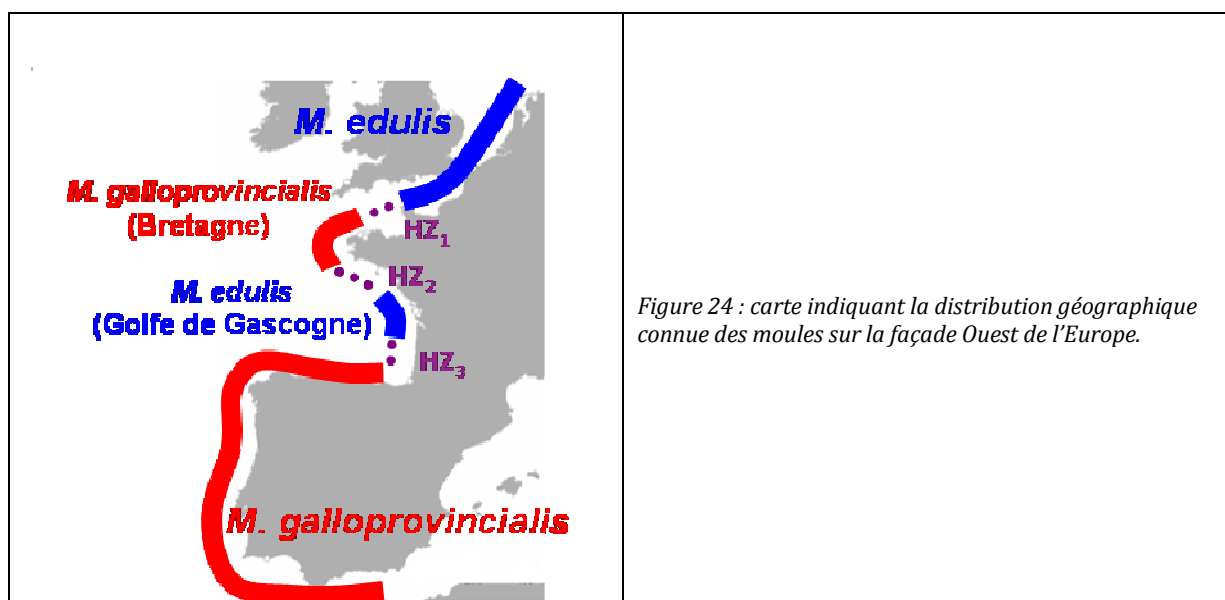 M. edulis
M. galloprovincialis
(Bretagne)
HZ1
HZ2
M. edulis
(Golfe de Gascogne)
HZ3
M. galloprovincialis
Figure 24 : carte indiquant la distribution géographique
connue des moules sur la façade Ouest de l’Europe.